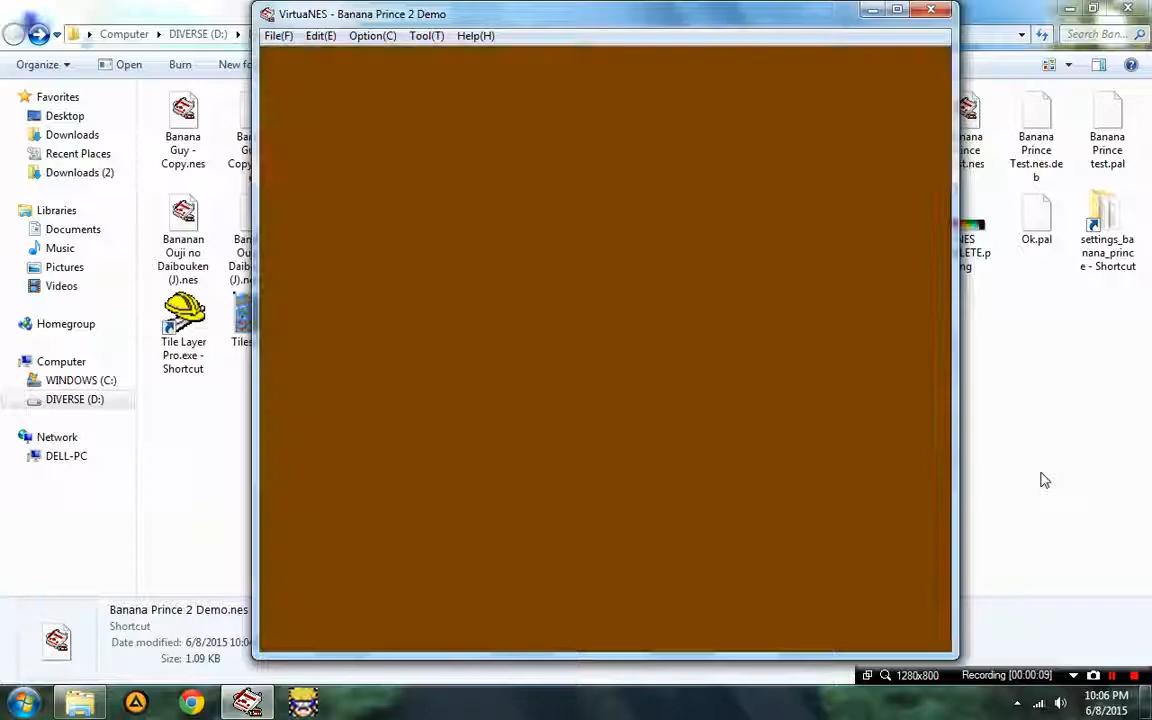 VirtuaNES - Banana Prince 2 Demo
File(F) Edit(E) Option(C) Tool(T) Help(H)
Computer
DIVERSE (D:)
Search Ban...
Organize
Open
Burn
Favorites
Desktop
Downloads
Recent Places
Downloads (2)
Libraries
Documents
Music
Pictures
Videos
Homegroup
Computer
WINDOWS (C:)
DIVERSE (D:)
Network
DELL-PC
Banana
Guy -
Copy.nes
Bananan
Ouji no
Daibouken
(J).nes
Tile Layer
Pro.exe -
Shortcut
Banana
Prince
Test.nes.de
b
Banana
Prince
test.pal
Ok.pal
settings_ba
nana_princ
e - Shortcut
Banana Prince 2 Demo.nes
Shortcut
Date modified: 6/8/2015 10:0
Size: 1.09 KB
1280x800
Recording [00:00:09]
10:06 PM
6/8/2015